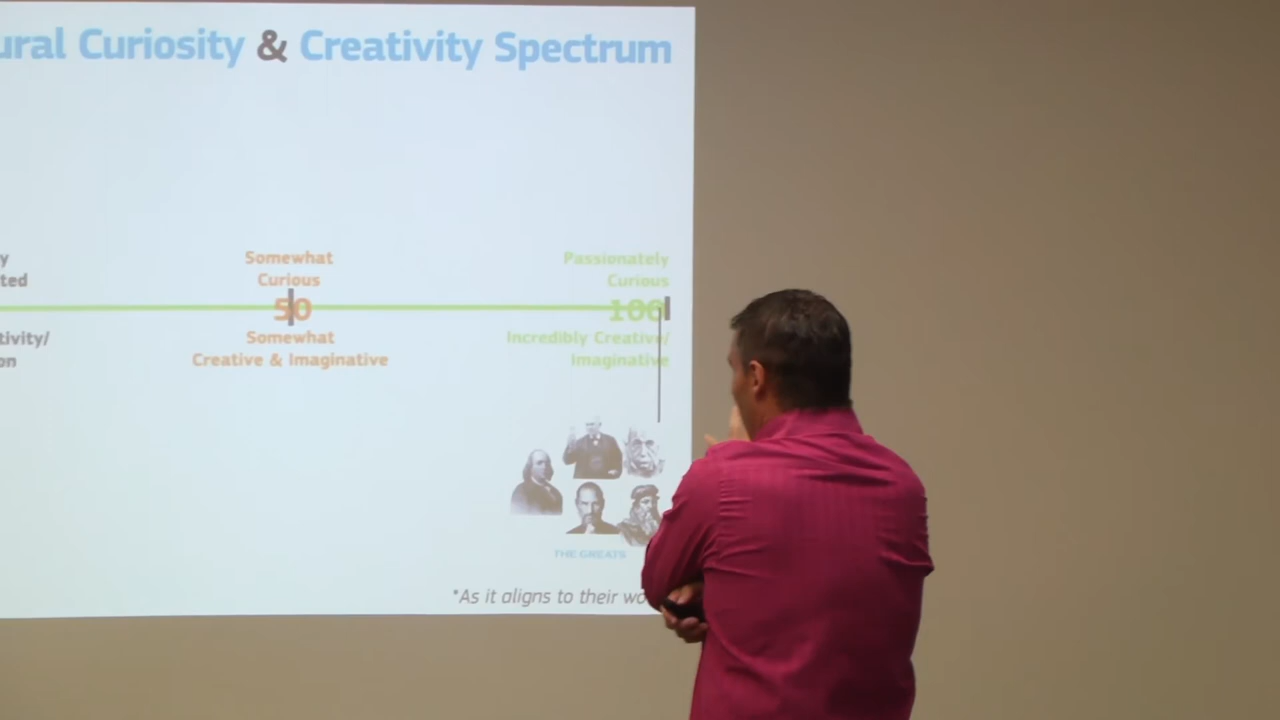 ural Curiosity & Creativity Spectrum
y
ted
Somewhat
Curious
Passionately
Curious
50
100
tivity/
on
Somewhat
Creative & Imaginative
Incredibly Creative/
Imaginative
THE GREATS
*As it aligns to their wo